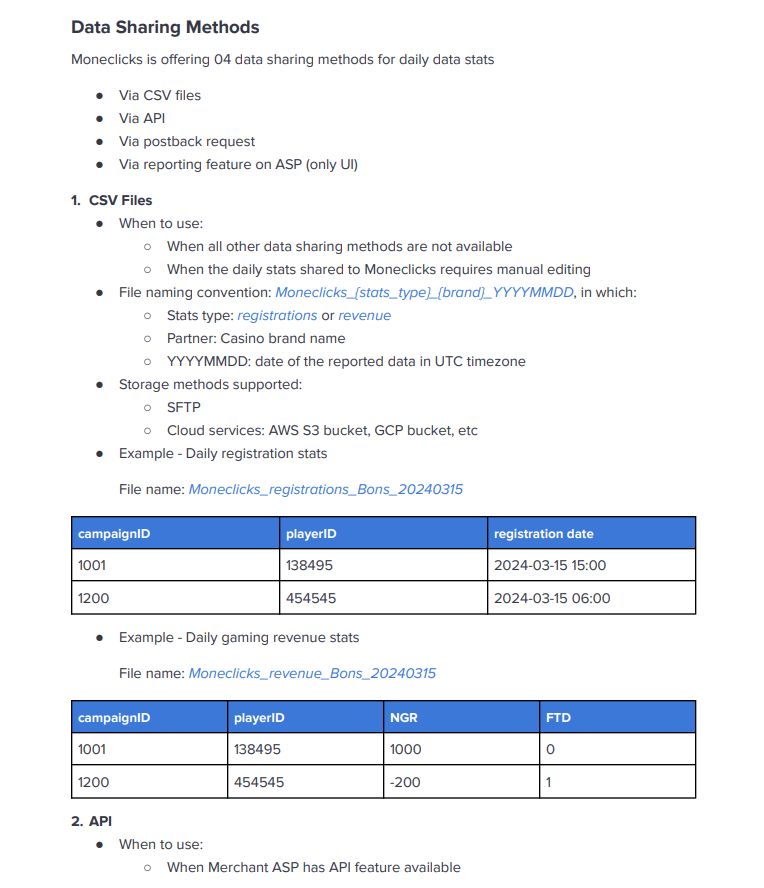 Data Sharing Methods
Moneclicks is offering 04 data sharing methods for daily data stats
● Via CSV files
● Via API
● Via postback request
● Via reporting feature on ASP (only UI)
1. CSV Files
● When to use:
○ When all other data sharing methods are not available
○ When the daily stats shared to Moneclicks requires manual editing
● File naming convention: Moneclicks_{stats_type}_{brand}_YYYYMMDD, in which:
○ Stats type: registrations or revenue
○ Partner: Casino brand name
○ YYYYMMDD: date of the reported data in UTC timezone
● Storage methods supported:
○ SFTP
○ Cloud services: AWS S3 bucket, GCP bucket, etc
● Example - Daily registration stats
File name: Moneclicks_registrations_Bons_20240315
campaignID playerID registration date
1001 138495 2024-03-15 15:00
1200 454545 2024-03-15 06:00
● Example - Daily gaming revenue stats
File name: Moneclicks_revenue_Bons_20240315
campaignID playerID NGR FTD
1001 138495 1000 0
1200 454545 -200 1
2. API
● When to use:
○ When Merchant ASP has API feature available